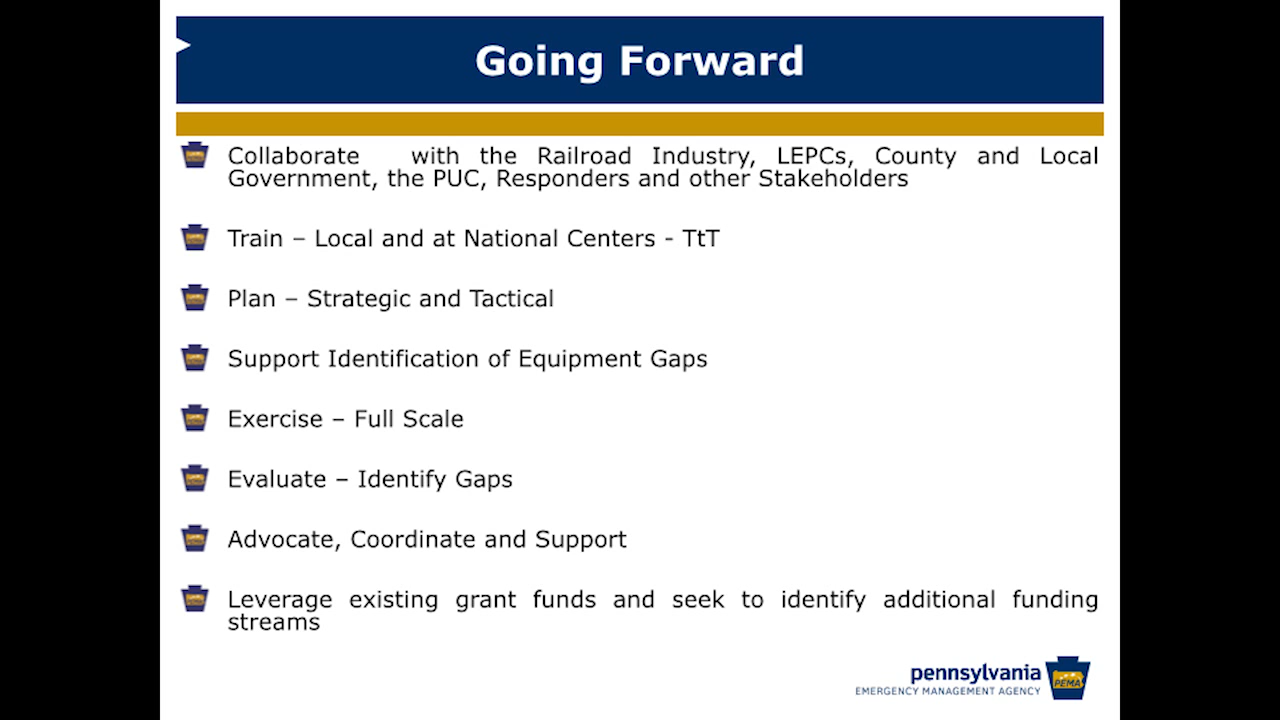 Going Forward
Collaborate with the Railroad Industry, LEPCs, County and Local
Government, the PUC, Responders and other Stakeholders
Train – Local and at National Centers - TtT
Plan – Strategic and Tactical
Support Identification of Equipment Gaps
Exercise – Full Scale
Evaluate – Identify Gaps
Advocate, Coordinate and Support
Leverage existing grant funds and seek to identify additional funding
streams
pennsylvania
EMERGENCY MANAGEMENT AGENCY
PEMA